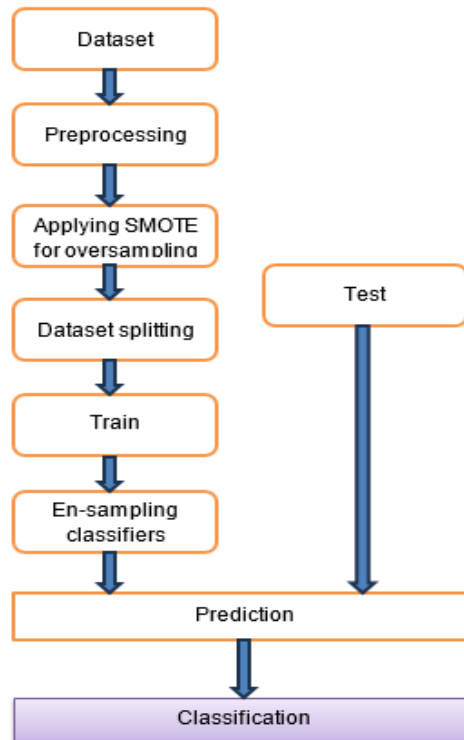 Dataset
Preprocessing
Applying SMOTE
for oversampling
Test
Dataset splitting
Train
En-sampling
classifiers
Prediction
Classification